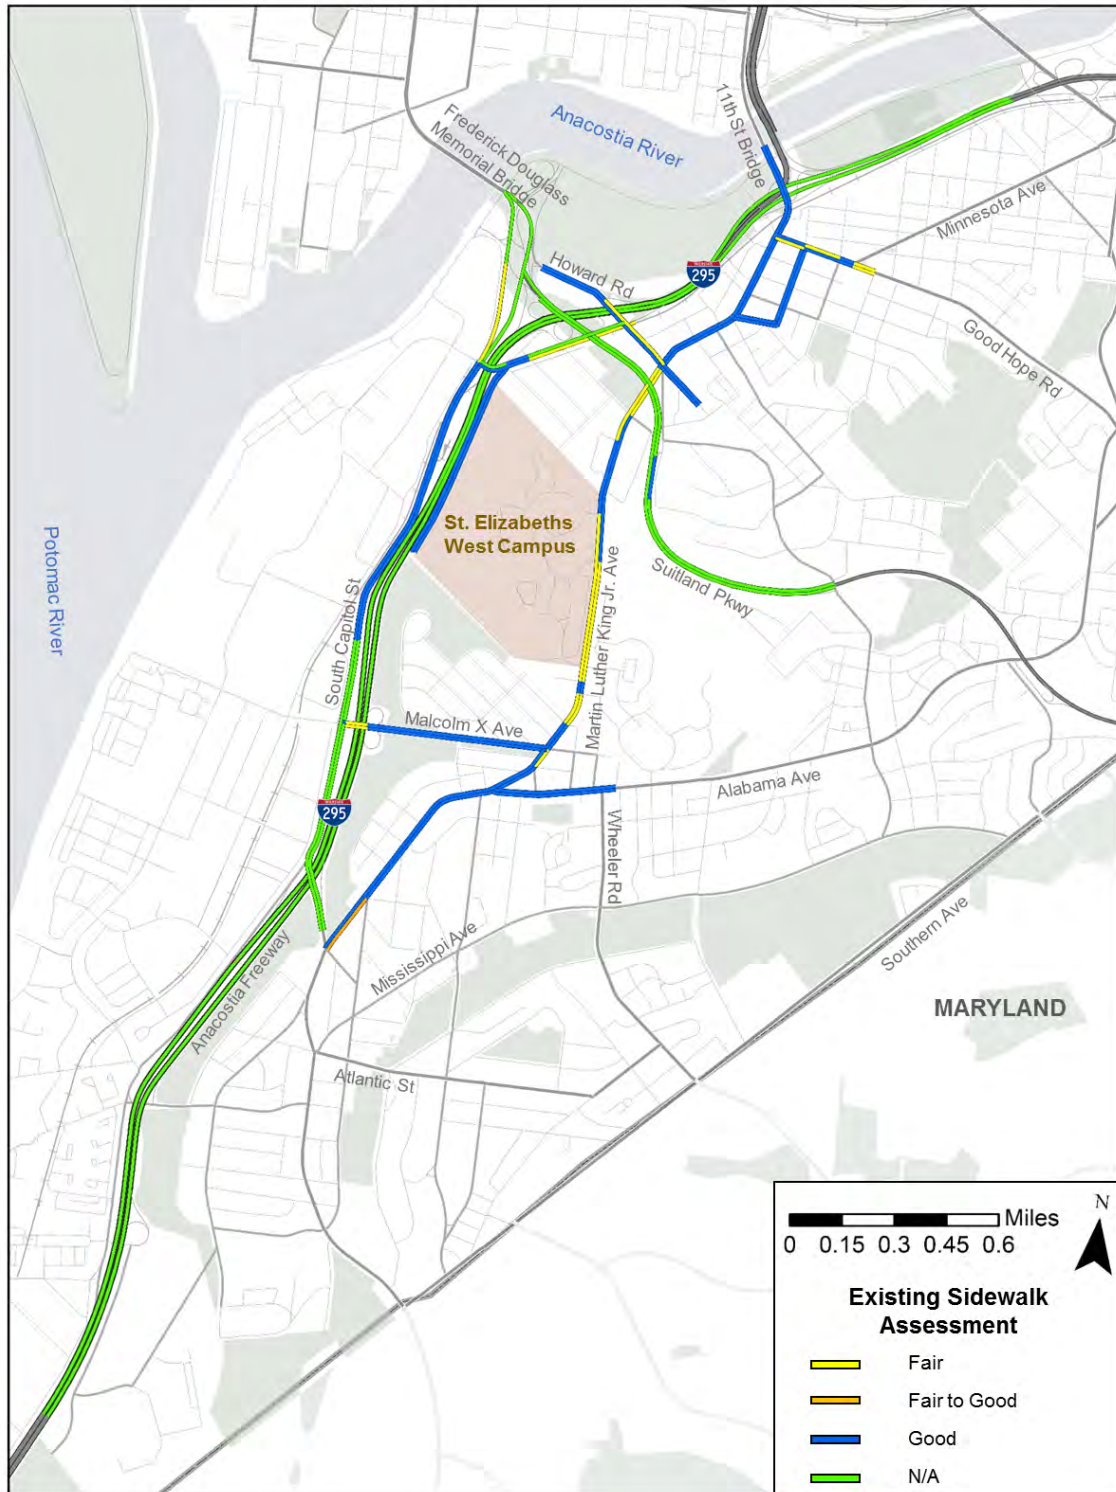 Anacostia River
11th St Bridge
Frederick Douglass
Memorial Bridge
Minnesota Ave
Howard Rd
295
Good Hope Rd
St. Elizabeths
West Campus
Potomac River
South Capitol St
Martin Luther King Jr. Ave
Suitland Pkwy
Malcolm X Ave
Alabama Ave
295
Wheeler Rd
Mississippi Ave
Southern Ave
Anacostia Freeway
MARYLAND
Atlantic St
N
Miles
0 0.15 0.3 0.45 0.6
Existing Sidewalk
Assessment
Fair
Fair to Good
Good
N/A